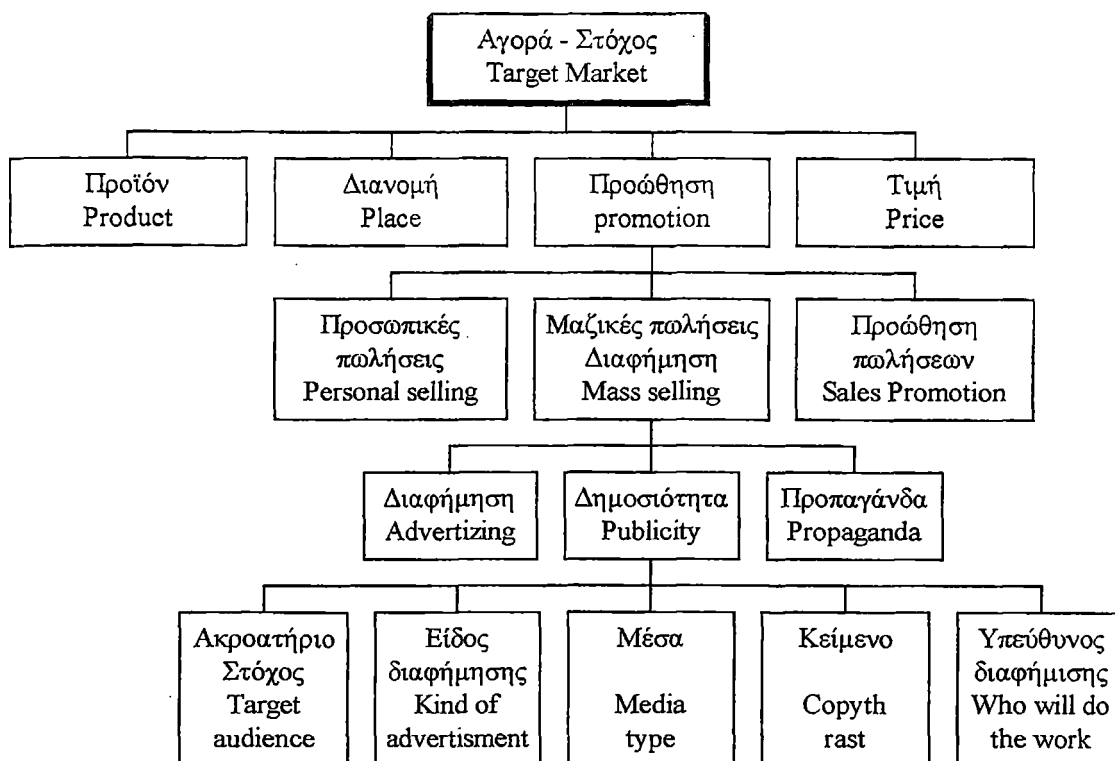 Αγορά - Στόχος
Target Market
Προϊόν
Product
Διανομή
Place
Προώθηση
promotion
Τιμή
Price
Προσωπικές
πωλήσεις
Personal selling
Μαζικές πωλήσεις
Διαφήμηση
Mass selling
Προώθηση
πωλήσεων
Sales Promotion
Διαφήμηση
Advertizing
Δημοσιότητα
Publicity
Προπαγάνδα
Propaganda
Ακροατήριο
Στόχος
Target
audience
Είδος
διαφήμησης
Kind of
advertisment
Μέσα
Media
type
Κείμενο
Copyth
rast
Υπεύθυνος
διαφήμισης
Who will do
the work